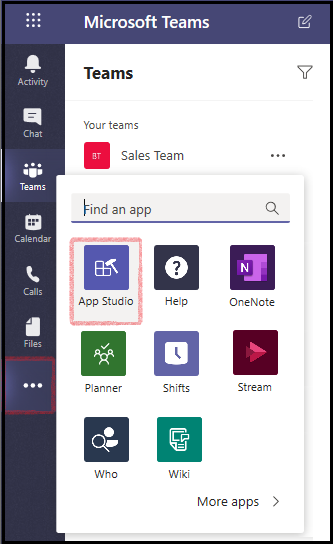 Microsoft Teams
Activity
Chat
Teams
Calendar
Calls
Files
Teams
Your teams
BT Sales Team
Find an app
App Studio Help OneNote
Planner Shifts Stream
Who Wiki
More apps